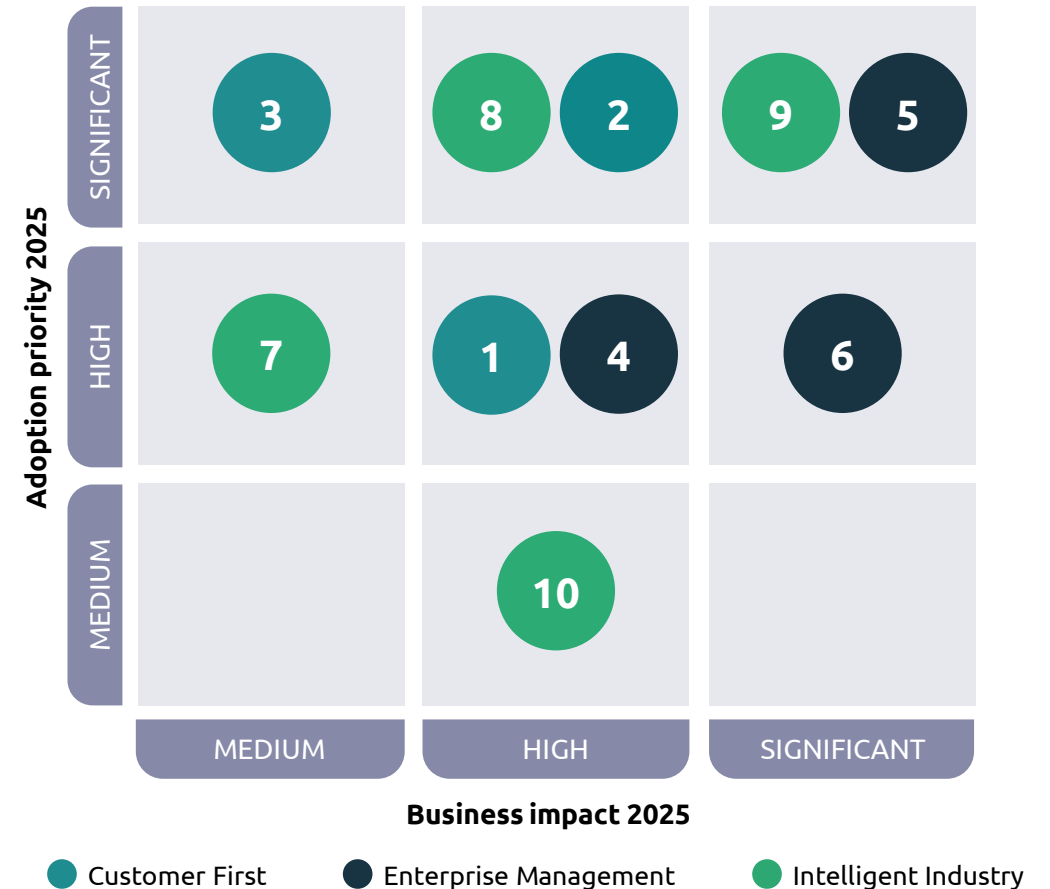 Adoption priority 2025
SIGNIFICANT
3
8
2
9
5
HIGH
7
1
4
6
MEDIUM
10
MEDIUM
HIGH
SIGNIFICANT
Business impact 2025
Customer First
Enterprise Management
Intelligent Industry